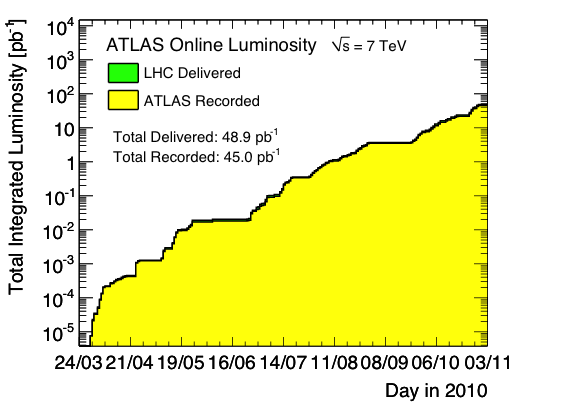 Total Integrated Luminosity [pb⁻¹]
10⁴
10³
10²
10
1
10⁻¹
10⁻²
10⁻³
10⁻⁴
10⁻⁵
ATLAS Online Luminosity √s = 7 TeV
LHC Delivered
ATLAS Recorded
Total Delivered: 48.9 pb⁻¹
Total Recorded: 45.0 pb⁻¹
24/03 21/04 19/05 16/06 14/07 11/08 08/09 06/10 03/11
Day in 2010